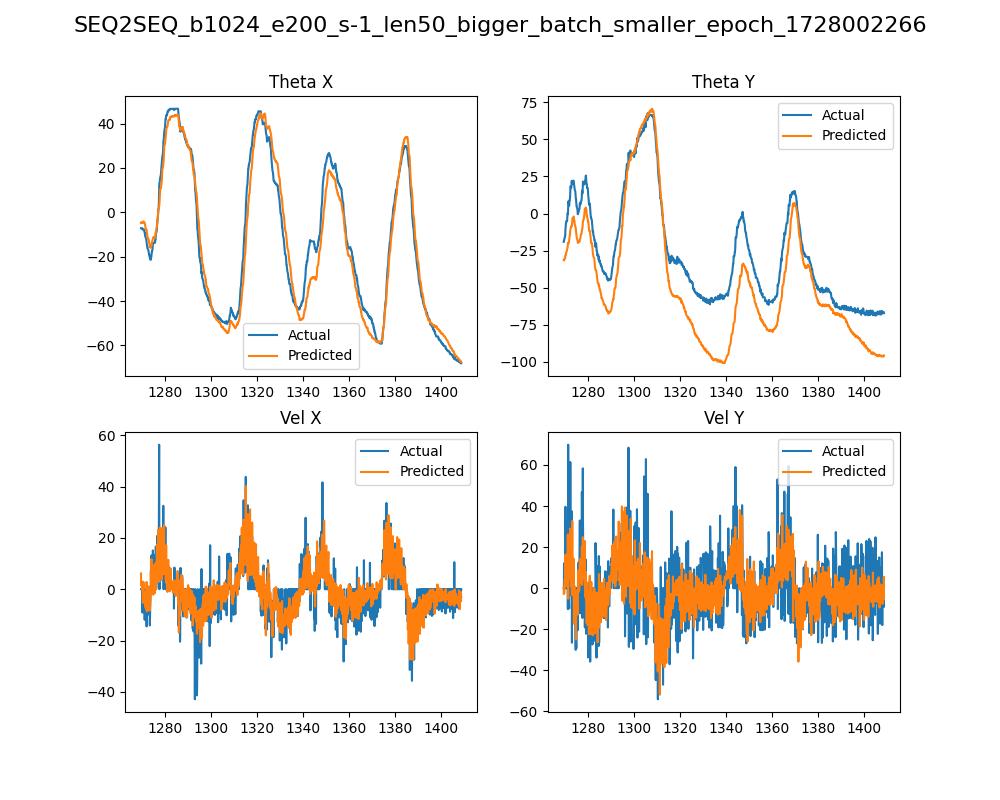 SEQ2SEQ_b1024_e200_s-1_len50_bigger_batch_smaller_epoch_1728002266
Theta X
40
20
0
−20
−40
−60
1280 1300 1320 1340 1360 1380 1400
Actual
Predicted
Theta Y
75
50
25
0
−25
−50
−75
−100
1280 1300 1320 1340 1360 1380 1400
Actual
Predicted
Vel X
60
40
20
0
−20
−40
1280 1300 1320 1340 1360 1380 1400
Actual
Predicted
Vel Y
60
40
20
0
−20
−40
−60
1280 1300 1320 1340 1360 1380 1400
Actual
Predicted